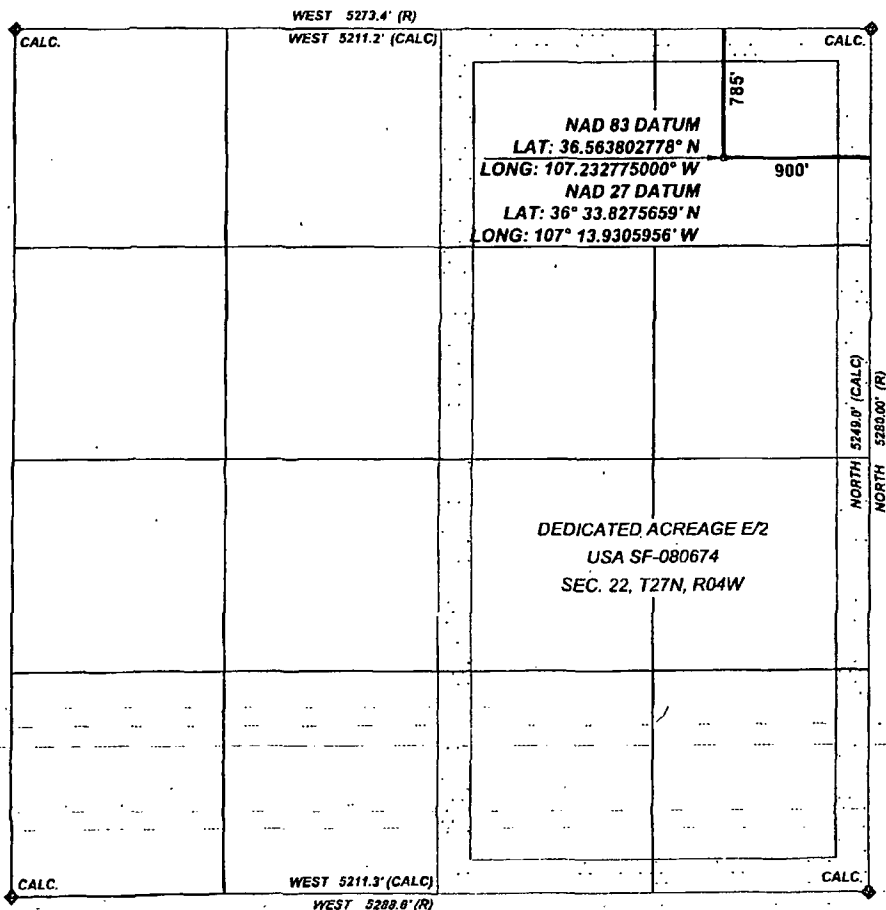 WEST 5273.4' (R)
CALC.
WEST 5211.2' (CALC)
CALC.
785'
NAD 83 DATUM
LAT: 36.563802778° N
LONG: 107.232775000° W
900'
NAD 27 DATUM
LAT: 36° 33.8275659' N
LONG: 107° 13.9305956' W
NORTH 5249.0' (CALC)
NORTH 5280.00' (R)
DEDICATED ACREAGE E/2
USA SF-080674
SEC. 22, T27N, R04W
CALC.
WEST 5211.3' (CALC)
CALC.
WEST 5288.6' (R)